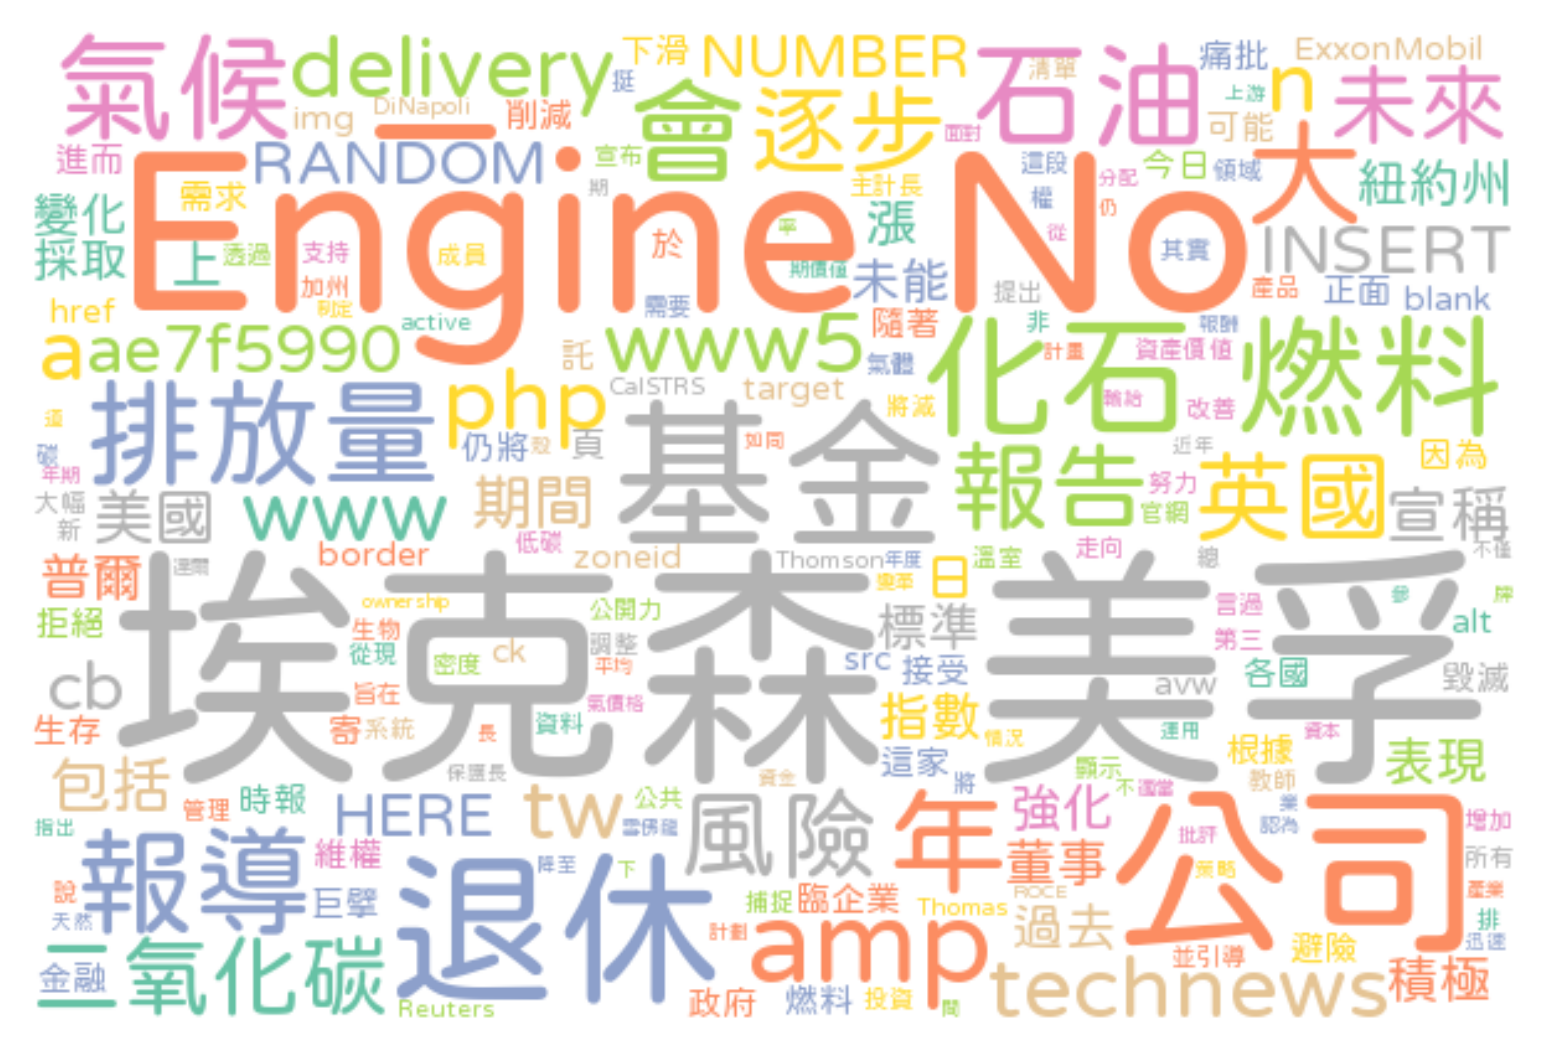 氣候 delivery 下滑 NUMBER 石油 痛批 ExxonMobil
挺 清單 n 未來
img DiNapoli 削減 會 逐步 上游 可能
一 面對 大
進而 RANDOM 宣布 這段 分配 今日 領域 紐約州
需求 期 主計長 權 仍
變化 Engine No 率 漲 從 其實 INSERT
採取 上 透過 支持 成員 於
加州 期價值 未能 提出 產品 正面 blank
href 制定 active 需要 隨著 非 報酬
a ae7f5990 託 www5 氣體 化石 計畫 資產價值 燃料
排放量 php CalSTRS target 將減 輸給 改善
道 仍將 殼 頁 基金 如同 近年 因為
碳 年期 報告 努力 英國
大幅 美國 www 期間 官網 宣稱
新 border 低碳 zoneid Thomson 年度 溫室 走向 總 不僅
普爾 達爾 埃克森美孚 變革 日
拒絕 ownership 公開力 標準 言過 參 牌
生物 調整 第三 alt
從現 密度 ck 平均 src 接受 各國 毀滅
cb 旨在 氣價格 avw
生存 寄 系統 長 資料 指數 情況 運用 資本
保護長 資金 這家 根據 表現
包括 顯示 教師
管理 時報 HERE tw 公共 風險 將 年 強化 不 適當 公司 業 增加
指出 雲佛龍 批評 認為
報導 維權 退休 降至 下 董事 策略 所有
說 巨擘 捕捉 臨企業 ROCE 產業
天然 計劃 amp Thomas 過去 排
二氧化碳 並引導 避險 迅速
金融 Reuters 政府 燃料 投資 間 technews 積極